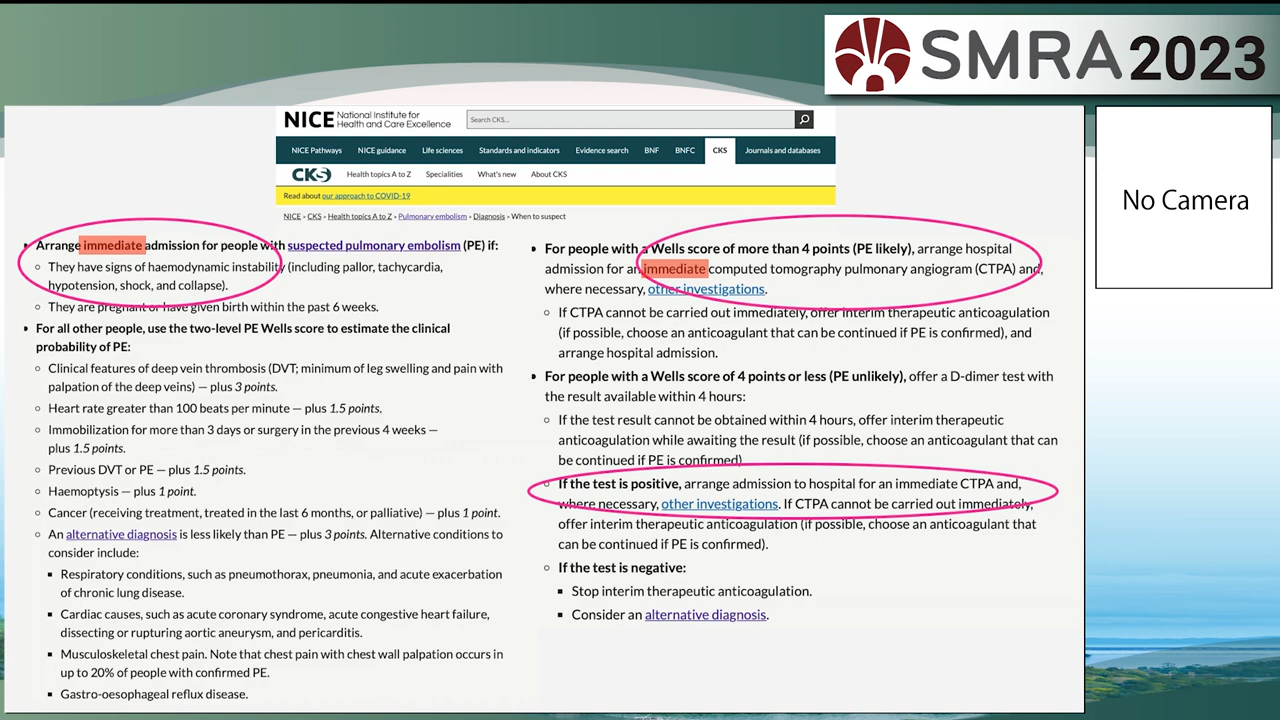 SMRA 2023
No Camera
NICE National Institute for
Health and Care Excellence
Search CKS...
NICE Pathways NICE guidance Life sciences Standards and indicators Evidence search BNF BNFC CKS Journals and databases
CKS Health topics A to Z Specialities What's new About CKS
Read about our approach to COVID-19
NICE > CKS > Health topics A to Z > Pulmonary embolism > Diagnosis > When to suspect
Arrange immediate admission for people with suspected pulmonary embolism (PE) if:
They have signs of haemodynamic instability (including pallor, tachycardia,
hypotension, shock, and collapse).
They are pregnant or have given birth within the past 6 weeks.
For all other people, use the two-level PE Wells score to estimate the clinical
probability of PE:
Clinical features of deep vein thrombosis (DVT; minimum of leg swelling and pain with
palpation of the deep veins) — plus 3 points.
Heart rate greater than 100 beats per minute — plus 1.5 points.
Immobilization for more than 3 days or surgery in the previous 4 weeks —
plus 1.5 points.
Previous DVT or PE — plus 1.5 points.
Haemoptysis — plus 1 point.
Cancer (receiving treatment, treated in the last 6 months, or palliative) — plus 1 point.
An alternative diagnosis is less likely than PE — plus 3 points. Alternative conditions to
consider include:
Respiratory conditions, such as pneumothorax, pneumonia, and acute exacerbation
of chronic lung disease.
Cardiac causes, such as acute coronary syndrome, acute congestive heart failure,
dissecting or rupturing aortic aneurysm, and pericarditis.
Musculoskeletal chest pain. Note that chest pain with chest wall palpation occurs in
up to 20% of people with confirmed PE.
Gastro-oesophageal reflux disease.
For people with a Wells score of more than 4 points (PE likely), arrange hospital
admission for an immediate computed tomography pulmonary angiogram (CTPA) and,
where necessary, other investigations.
If CTPA cannot be carried out immediately, offer interim therapeutic anticoagulation
(if possible, choose an anticoagulant that can be continued if PE is confirmed), and
arrange hospital admission.
For people with a Wells score of 4 points or less (PE unlikely), offer a D-dimer test with
the result available within 4 hours:
If the test result cannot be obtained within 4 hours, offer interim therapeutic
anticoagulation while awaiting the result (if possible, choose an anticoagulant that can
be continued if PE is confirmed)
If the test is positive, arrange admission to hospital for an immediate CTPA and,
where necessary, other investigations. If CTPA cannot be carried out immediately,
offer interim therapeutic anticoagulation (if possible, choose an anticoagulant that
can be continued if PE is confirmed).
If the test is negative:
Stop interim therapeutic anticoagulation.
Consider an alternative diagnosis.